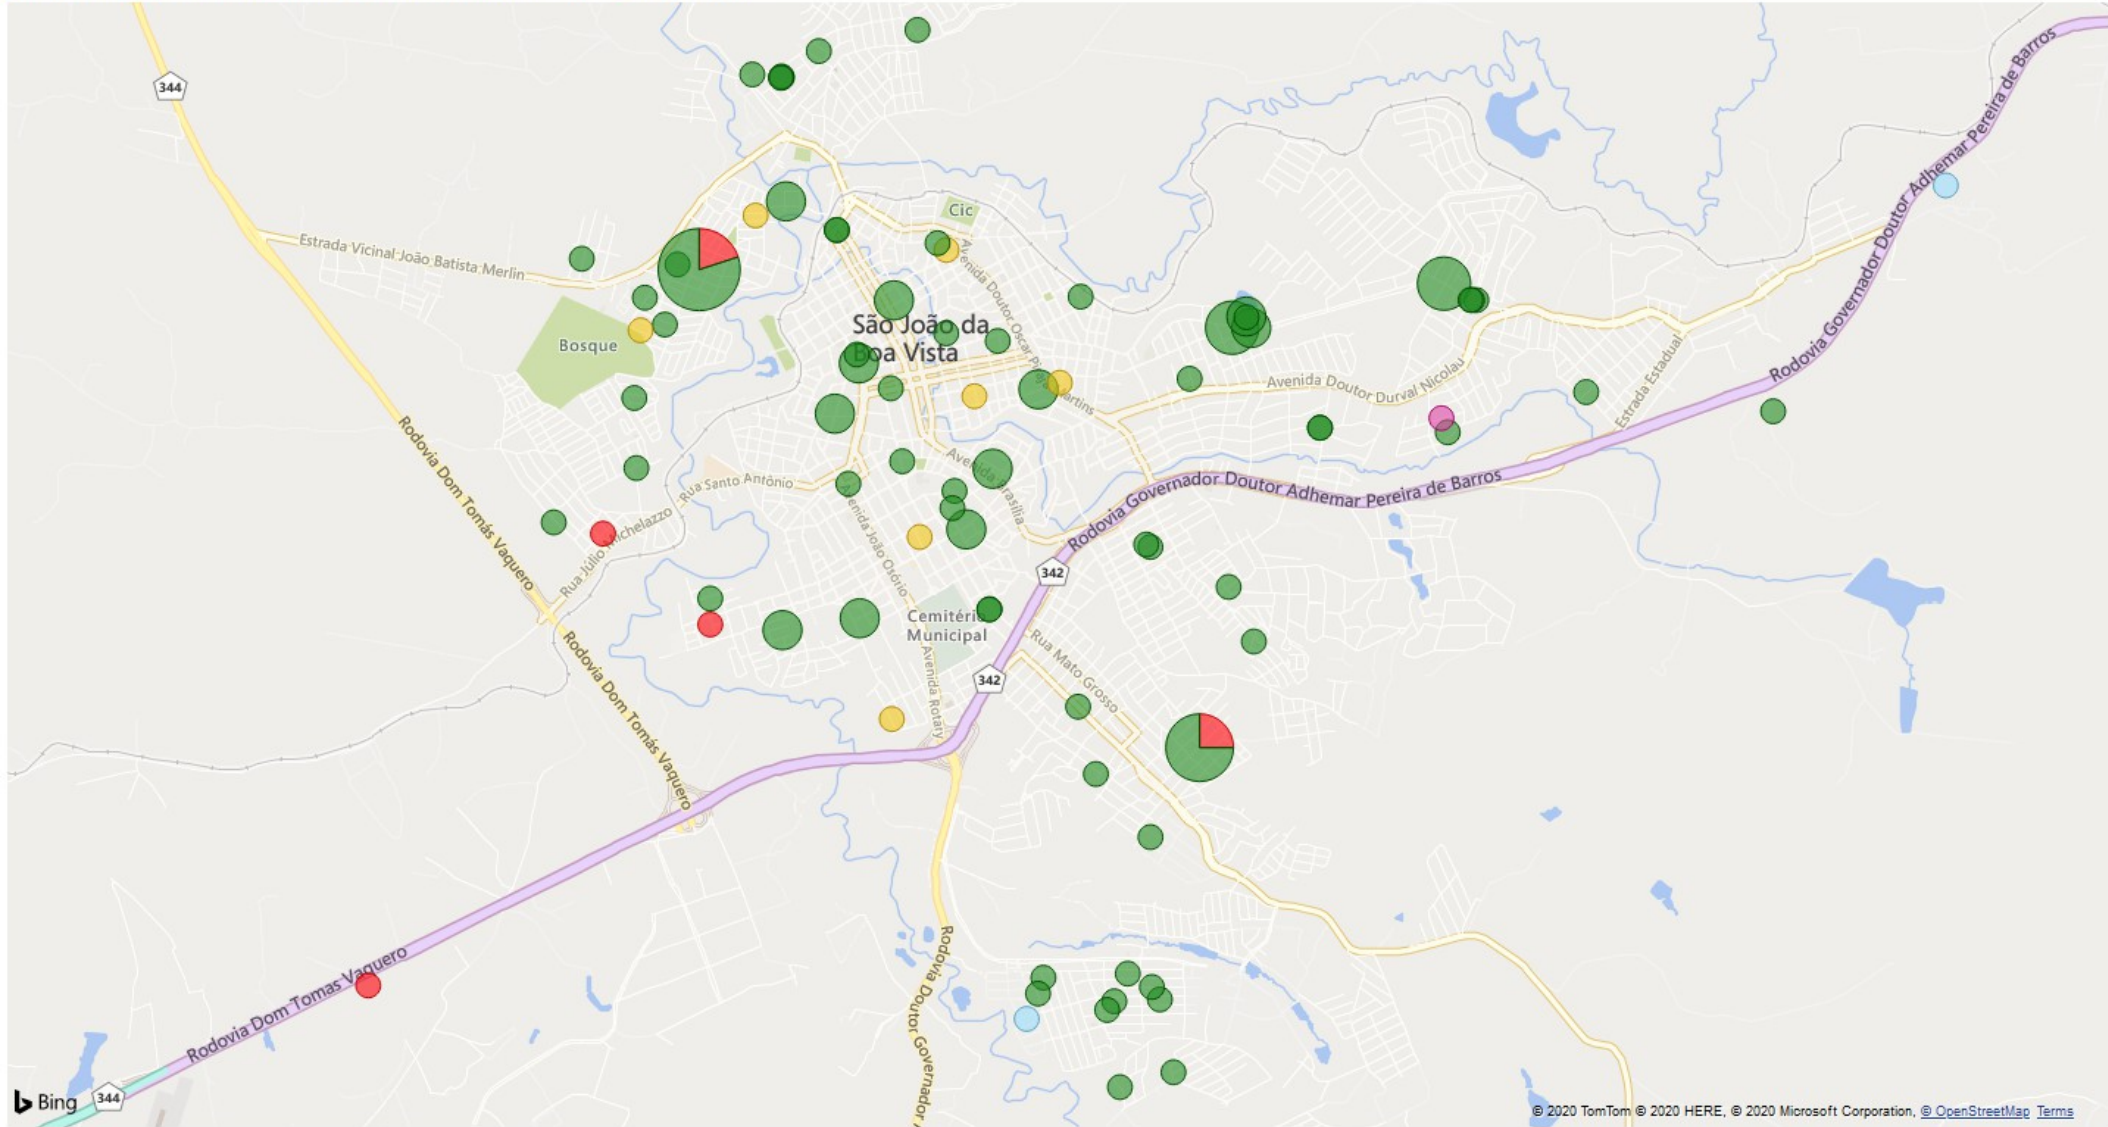 344
Rodovia Governador Doutor Adhemar Pereira de Barros
Cic
Estrada Vicinal João Batista Merlin
Avenida Doutor Oscar
artins
São João da
Boa Vista
Bosque
Avenida Doutor Durval Nicolau
Estrada Estadual
Rodovia Dom Tomás Vaquero
Avenida Brasília
Rua Santo Antônio
Rodovia Governador Doutor Adhemar Pereira de Barros
Rua Júlio Michelazzo
Avenida João Osório
342
Cemitério
Municipal
Rua Mato Grosso
Rodovia Dom Tomás Vaquero
Avenida Rotary
342
Rodovia Dom Tomas Vaquero
Rodovia Doutor Governador
344
Bing
© 2020 TomTom © 2020 HERE, © 2020 Microsoft Corporation, © OpenStreetMap Terms